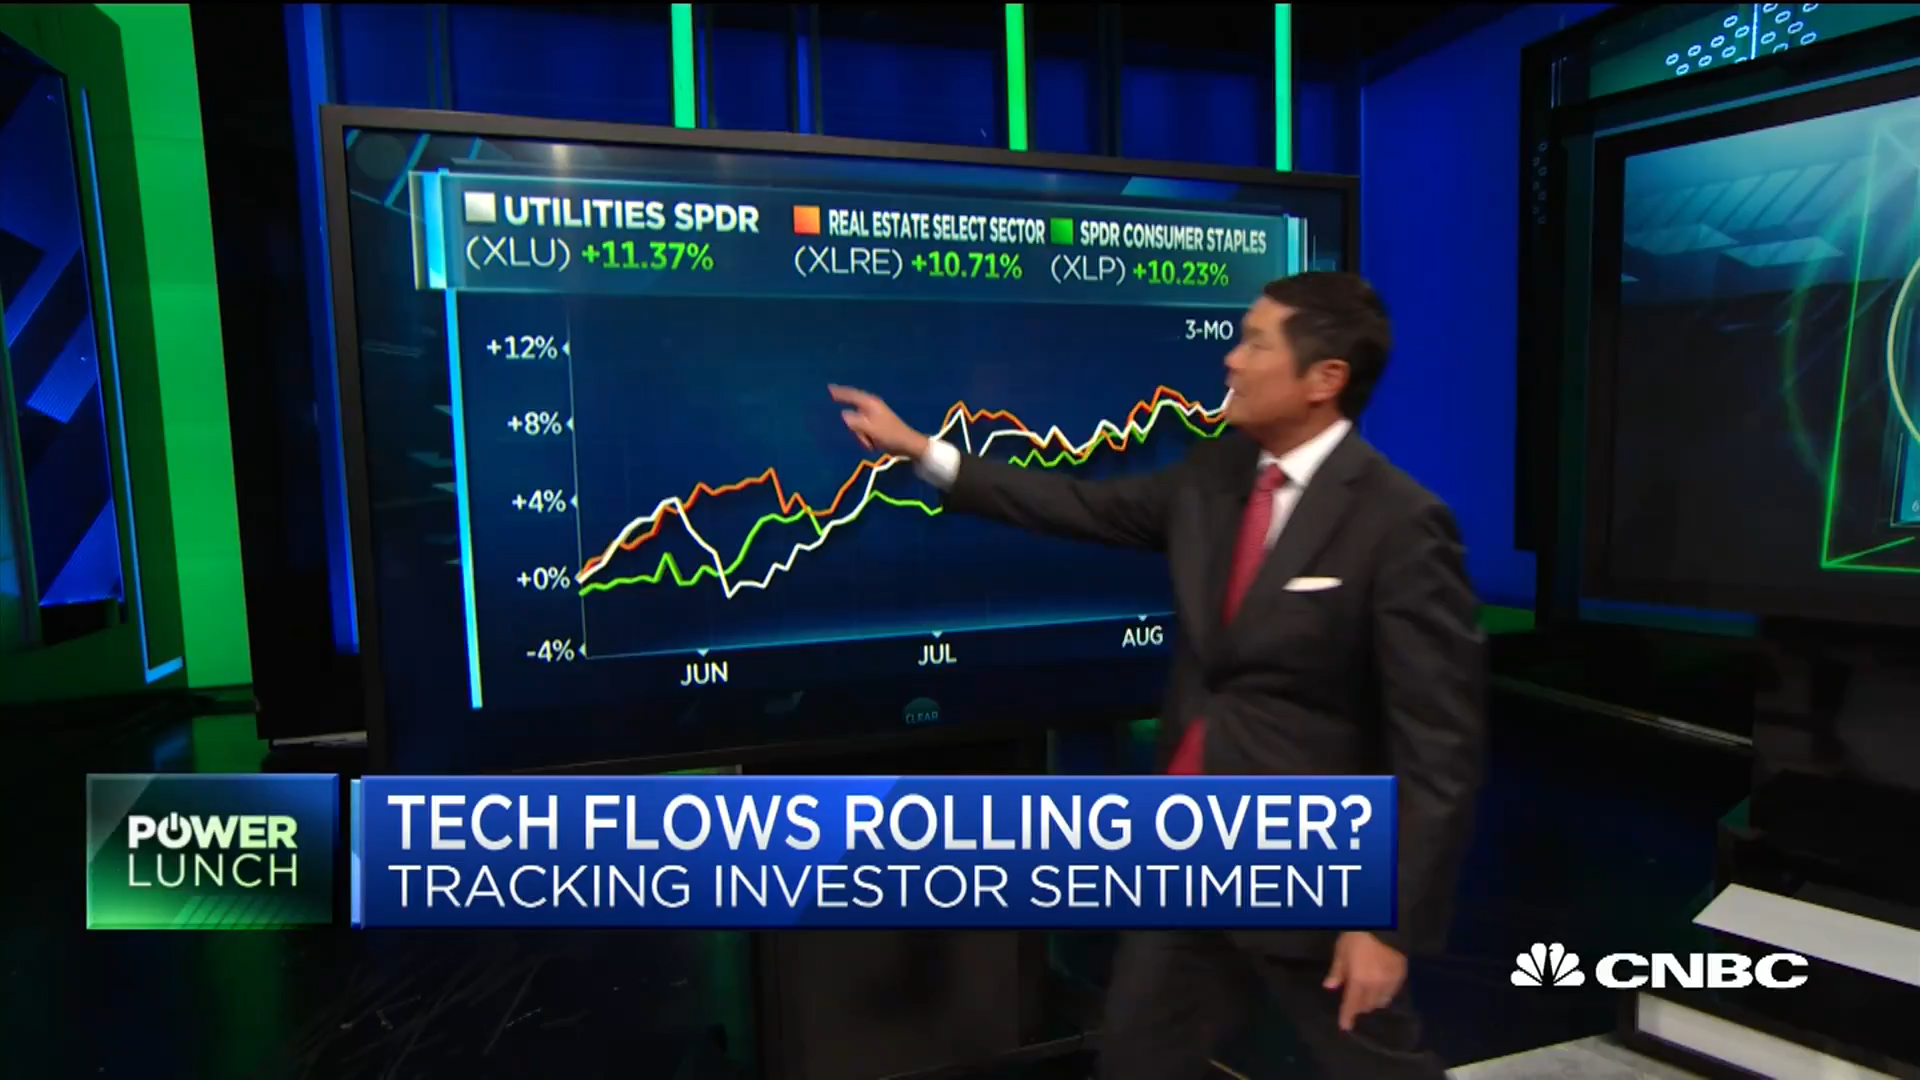 UTILITIES SPDR
(XLU) +11.37%
REAL ESTATE SELECT SECTOR
(XLRE) +10.71%
SPDR CONSUMER STAPLES
(XLP) +10.23%
3-MO
+12%
+8%
+4%
+0%
-4%
JUN
JUL
AUG
CLEAR
POWER
LUNCH
TECH FLOWS ROLLING OVER?
TRACKING INVESTOR SENTIMENT
CNBC